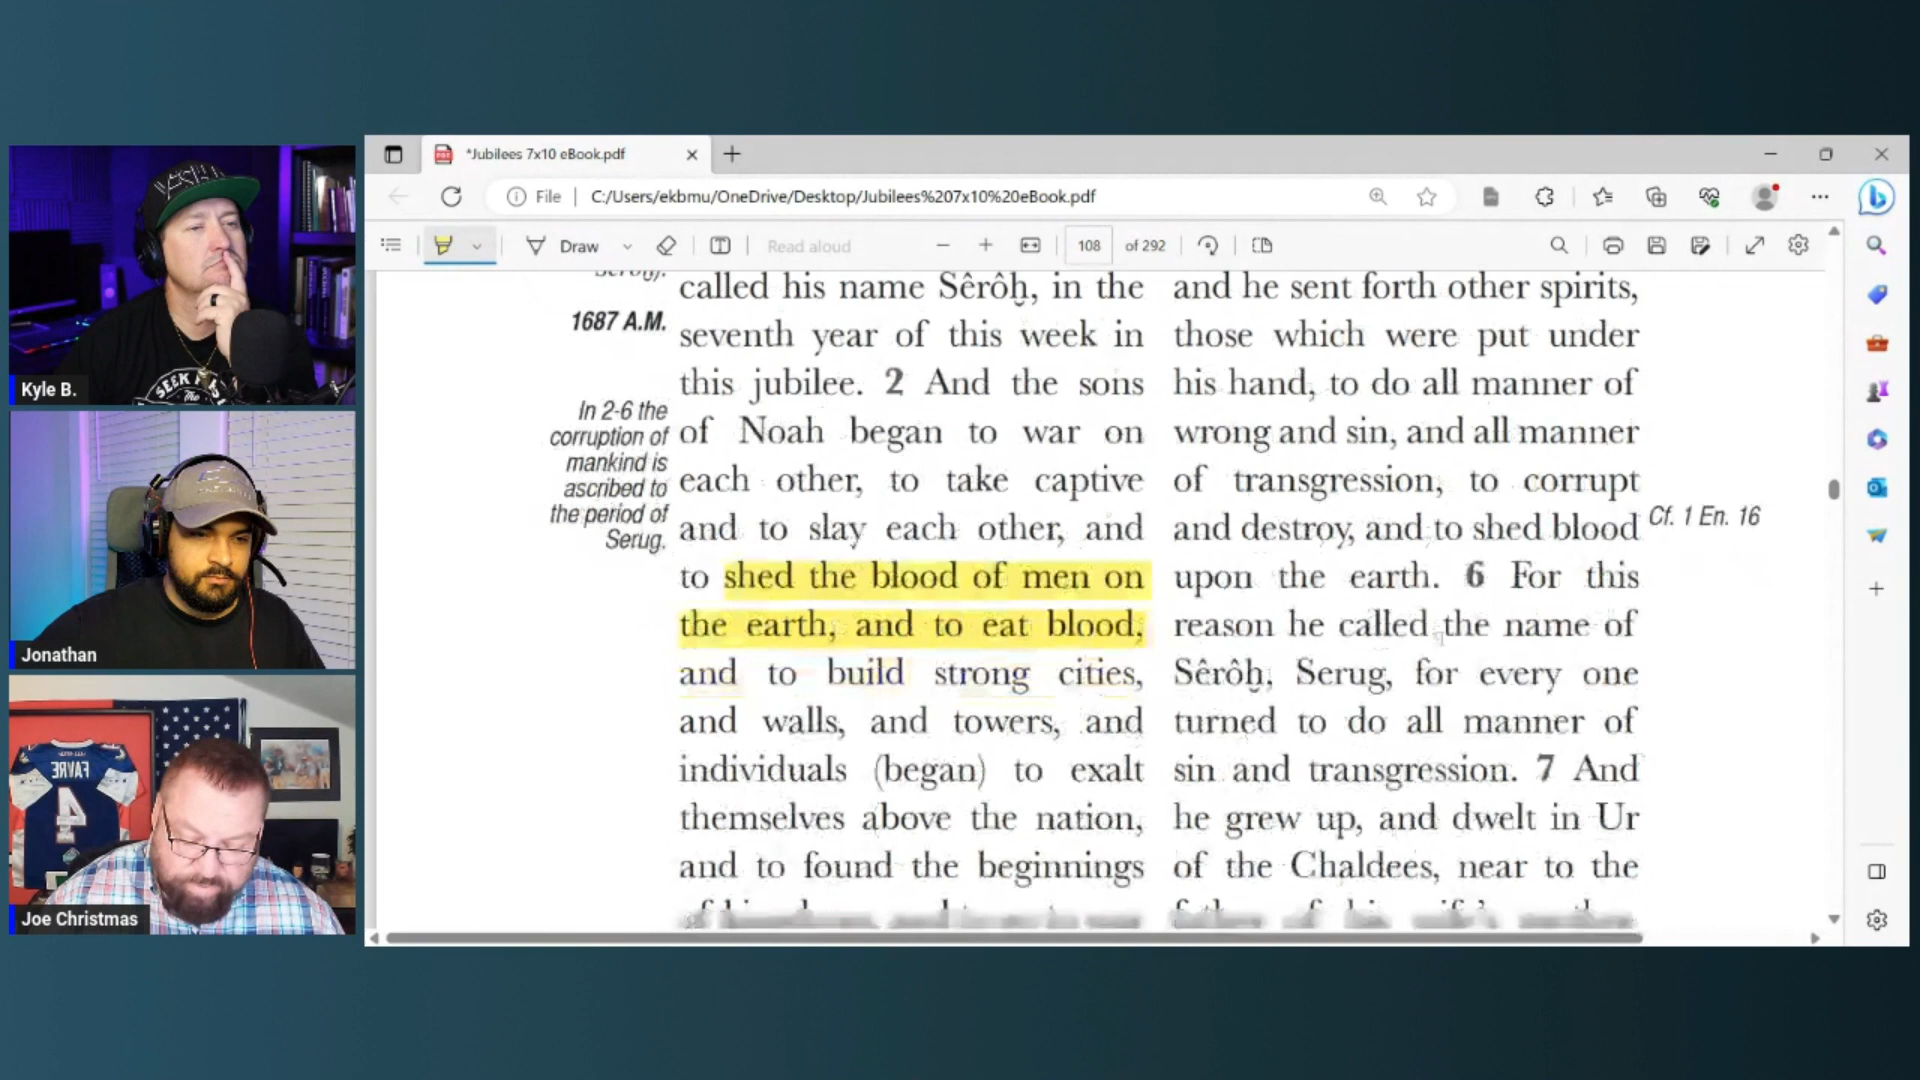 Kyle B.
Jonathan
FAVRE
4
Joe Christmas
*Jubilees 7x10 eBook.pdf
File
C:/Users/ekbmu/OneDrive/Desktop/Jubilees%207x10%20eBook.pdf
Draw
Read aloud
108 of 292
1687 A.M.
In 2-6 the
corruption of
mankind is
ascribed to
the period of
Serug.
called his name Sêrôḫ, in the
seventh year of this week in
this jubilee. 2 And the sons
of Noah began to war on
each other, to take captive
and to slay each other, and
to shed the blood of men on
the earth, and to eat blood,
and to build strong cities,
and walls, and towers, and
individuals (began) to exalt
themselves above the nation,
and to found the beginnings
and he sent forth other spirits,
those which were put under
his hand, to do all manner of
wrong and sin, and all manner
of transgression, to corrupt
and destroy, and to shed blood
upon the earth. 6 For this
reason he called the name of
Sêrôḫ, Serug, for every one
turned to do all manner of
sin and transgression. 7 And
he grew up, and dwelt in Ur
of the Chaldees, near to the
Cf. 1 En. 16